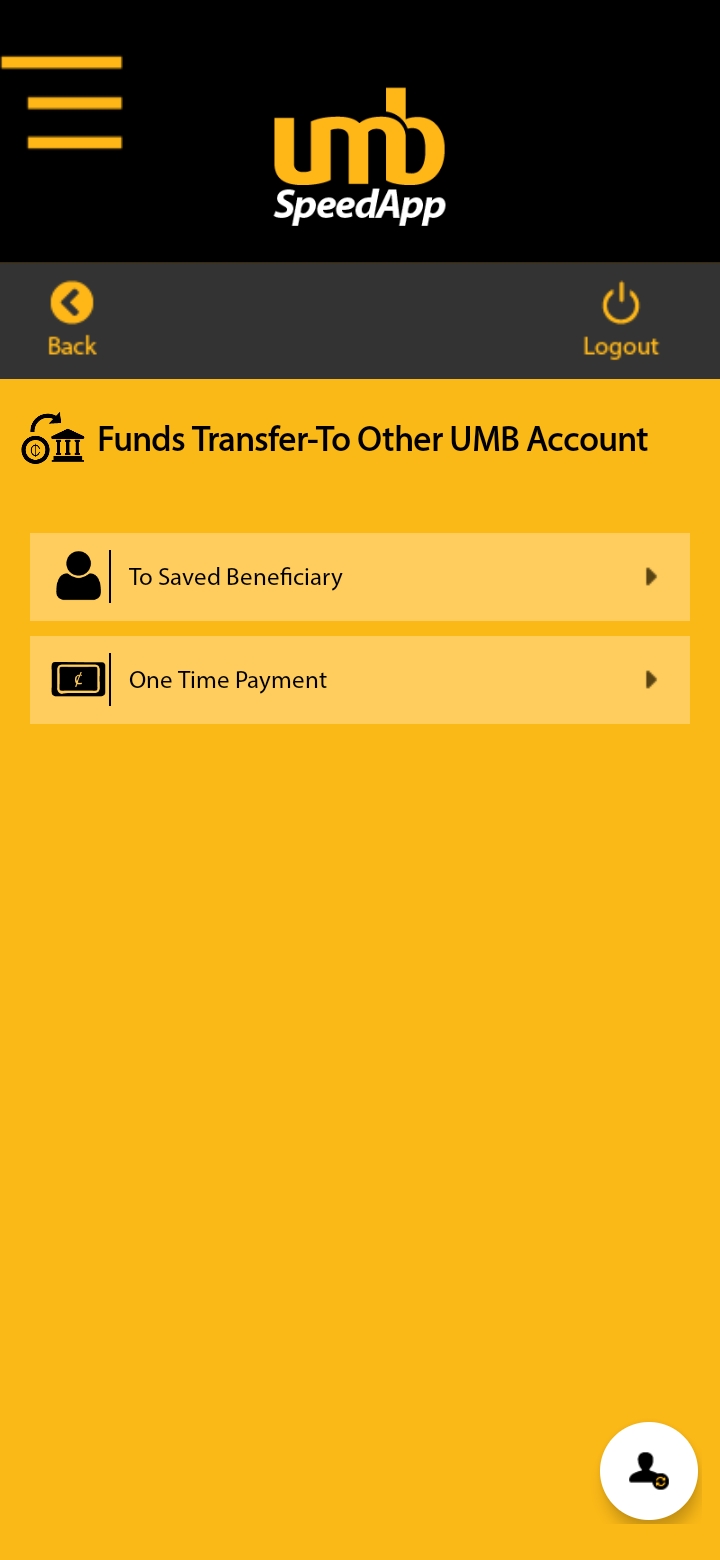 umb
SpeedApp
Back
Logout
Funds Transfer-To Other UMB Account
To Saved Beneficiary
One Time Payment